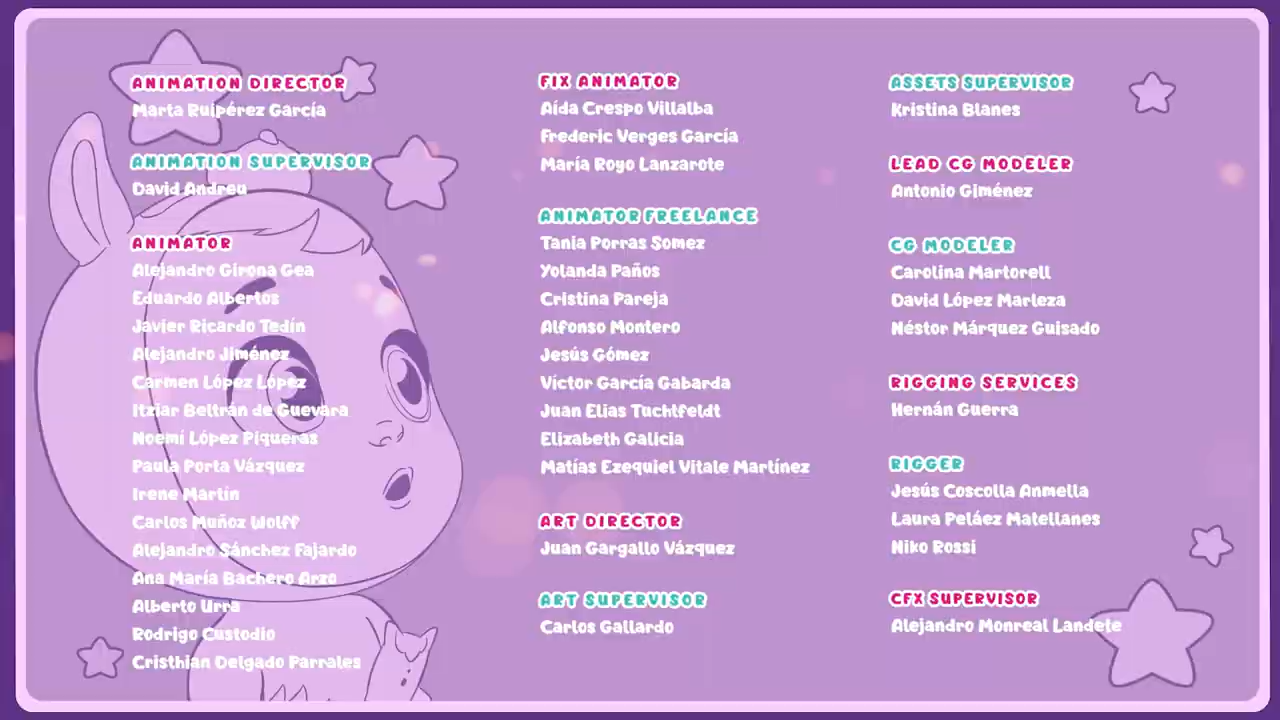 ANIMATION DIRECTOR
Marta Ruipérez García
ANIMATION SUPERVISOR
David Andreu
ANIMATOR
Alejandro Girona Gea
Eduardo Albertos
Javier Ricardo Tedín
Alejandro Jiménez
Carmen López López
Itziar Beltrán de Guevara
Noemí López Piqueras
Paula Porta Vázquez
Irene Martín
Carlos Muñoz Wolff
Alejandro Sánchez Fajardo
Ana María Bachero Arzo
Alberto Urra
Rodrigo Custodio
Cristhian Delgado Parrales
FIX ANIMATOR
Aída Crespo Villalba
Frederic Verges García
María Royo Lanzarote
ANIMATOR FREELANCE
Tania Porras Somez
Yolanda Paños
Cristina Pareja
Alfonso Montero
Jesús Gómez
Víctor García Gabarda
Juan Elias Tuchtfeldt
Elizabeth Galicia
Matías Ezequiel Vitale Martínez
ART DIRECTOR
Juan Gargallo Vázquez
ART SUPERVISOR
Carlos Gallardo
ASSETS SUPERVISOR
Kristina Blanes
LEAD CG MODELER
Antonio Giménez
CG MODELER
Carolina Martorell
David López Marleza
Néstor Márquez Guisado
RIGGING SERVICES
Hernán Guerra
RIGGER
Jesús Coscolla Anmella
Laura Peláez Matellanes
Niko Rossi
CFX SUPERVISOR
Alejandro Monreal Landete